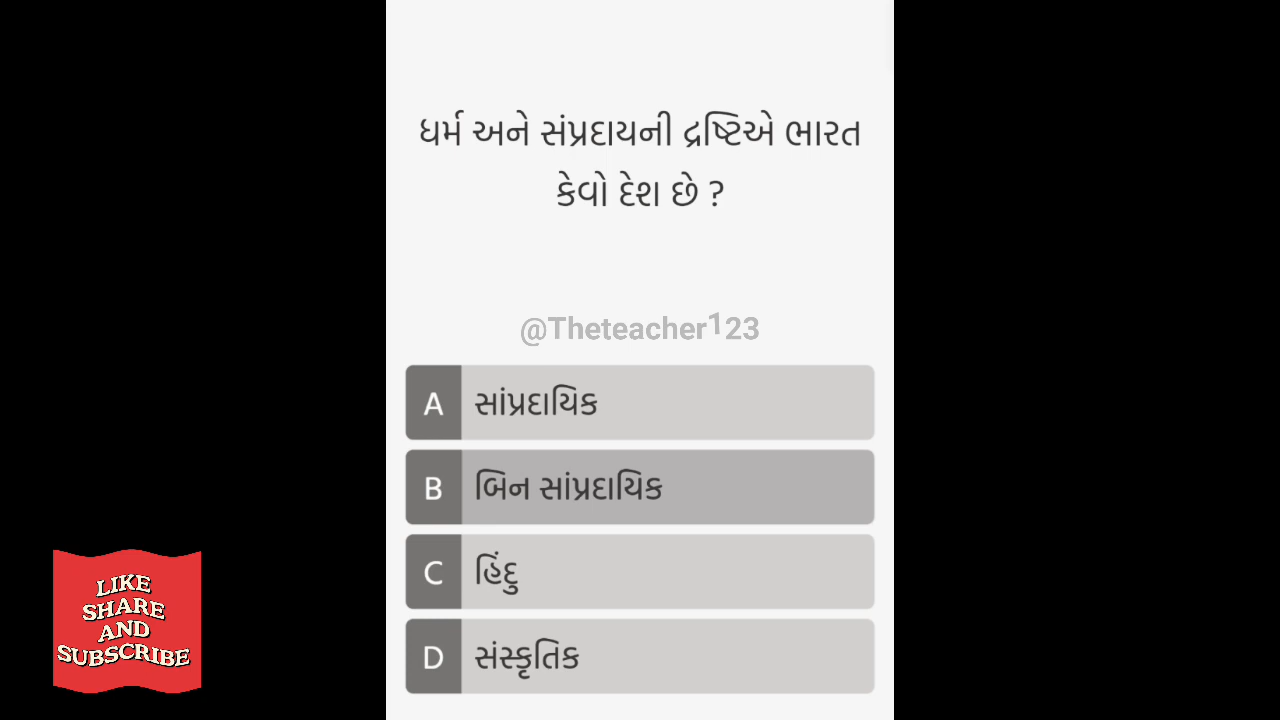 ધર્મ અને સંપ્રદાયની દ્રષ્ટિએ ભારત
કેવો દેશ છે ?
@Theteacher123
A સાંપ્રદાયિક
B બિન સાંપ્રદાયિક
C હિંદુ
D સંસ્કૃતિક
LIKE
SHARE
AND
SUBSCRIBE